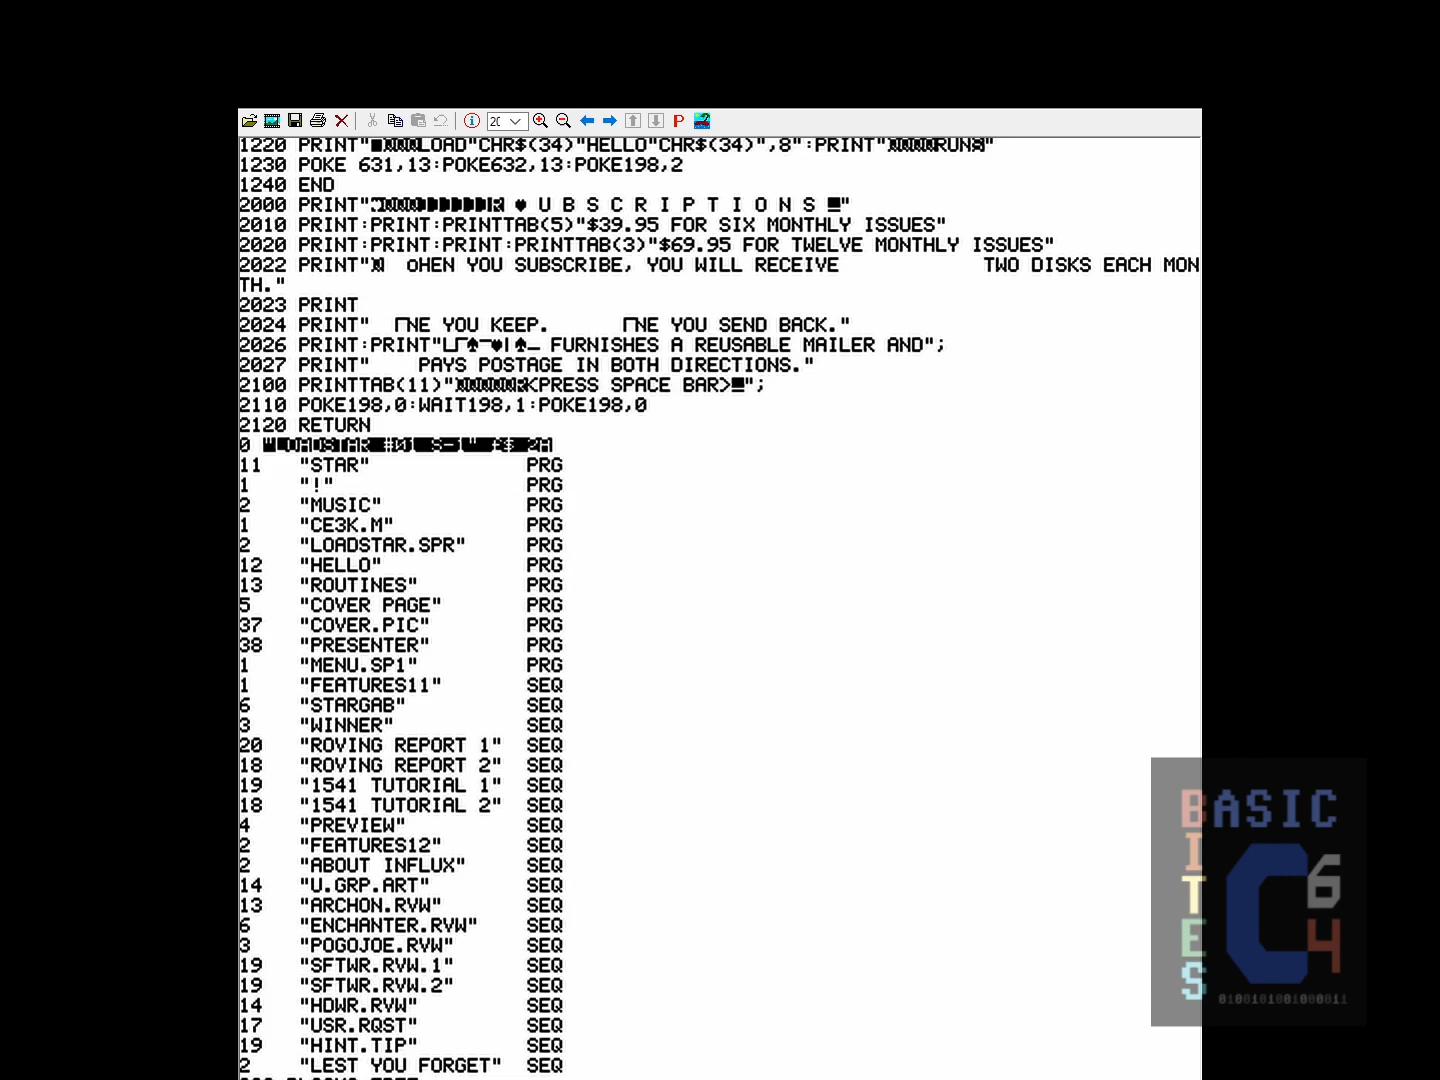 20
1220 PRINT"LOAD"CHR$(34)"HELLO"CHR$(34)",8":PRINT"RUN"
1230 POKE 631,13:POKE632,13:POKE198,2
1240 END
2000 PRINT" ♥ U B S C R I P T I O N S "
2010 PRINT:PRINT:PRINTTAB(5)"$39.95 FOR SIX MONTHLY ISSUES"
2020 PRINT:PRINT:PRINT:PRINTTAB(3)"$69.95 FOR TWELVE MONTHLY ISSUES"
2022 PRINT" OHEN YOU SUBSCRIBE, YOU WILL RECEIVE TWO DISKS EACH MON
TH."
2023 PRINT
2024 PRINT" ┌NE YOU KEEP. ┌NE YOU SEND BACK."
2026 PRINT:PRINT"L┌♠─♥|♠_ FURNISHES A REUSABLE MAILER AND";
2027 PRINT" PAYS POSTAGE IN BOTH DIRECTIONS."
2100 PRINTTAB(11)"<PRESS SPACE BAR>";
2110 POKE198,0:WAIT198,1:POKE198,0
2120 RETURN
0
11 "STAR" PRG
1 "!" PRG
2 "MUSIC" PRG
1 "CE3K.M" PRG
2 "LOADSTAR.SPR" PRG
12 "HELLO" PRG
13 "ROUTINES" PRG
5 "COVER PAGE" PRG
37 "COVER.PIC" PRG
38 "PRESENTER" PRG
1 "MENU.SP1" PRG
1 "FEATURES11" SEQ
6 "STARGAB" SEQ
3 "WINNER" SEQ
20 "ROVING REPORT 1" SEQ
18 "ROVING REPORT 2" SEQ
19 "1541 TUTORIAL 1" SEQ
18 "1541 TUTORIAL 2" SEQ
4 "PREVIEW" SEQ
2 "FEATURES12" SEQ
2 "ABOUT INFLUX" SEQ
14 "U.GRP.ART" SEQ
13 "ARCHON.RVW" SEQ
6 "ENCHANTER.RVW" SEQ
3 "POGOJOE.RVW" SEQ
19 "SFTWR.RVW.1" SEQ
19 "SFTWR.RVW.2" SEQ
14 "HDWR.RVW" SEQ
17 "USR.RQST" SEQ
19 "HINT.TIP" SEQ
2 "LEST YOU FORGET" SEQ
BASIC
BITES
C64
0100101001000011